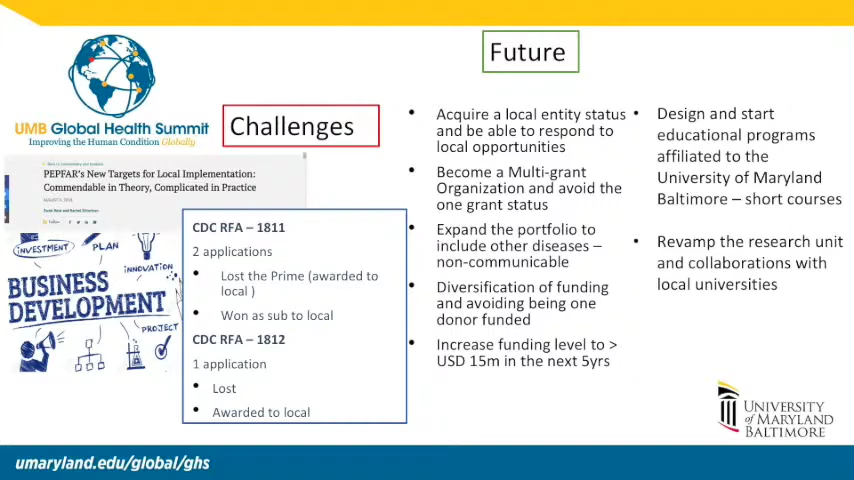 UMB Global Health Summit
Improving the Human Condition Globally
Challenges
PEPFAR's New Targets for Local Implementation:
Commendable in Theory, Complicated in Practice
Follow
INVESTMENT
PLAN
INNOVATION
BUSINESS
DEVELOPMENT
PROJECT
CDC RFA – 1811
2 applications
• Lost the Prime (awarded to
local )
• Won as sub to local
CDC RFA – 1812
1 application
• Lost
• Awarded to local
Future
• Acquire a local entity status
and be able to respond to
local opportunities
• Become a Multi-grant
Organization and avoid the
one grant status
• Expand the portfolio to
include other diseases –
non-communicable
• Diversification of funding
and avoiding being one
donor funded
• Increase funding level to >
USD 15m in the next 5yrs
• Design and start
educational programs
affiliated to the
University of Maryland
Baltimore – short courses
• Revamp the research unit
and collaborations with
local universities
UNIVERSITY
of MARYLAND
BALTIMORE
umaryland.edu/global/ghs